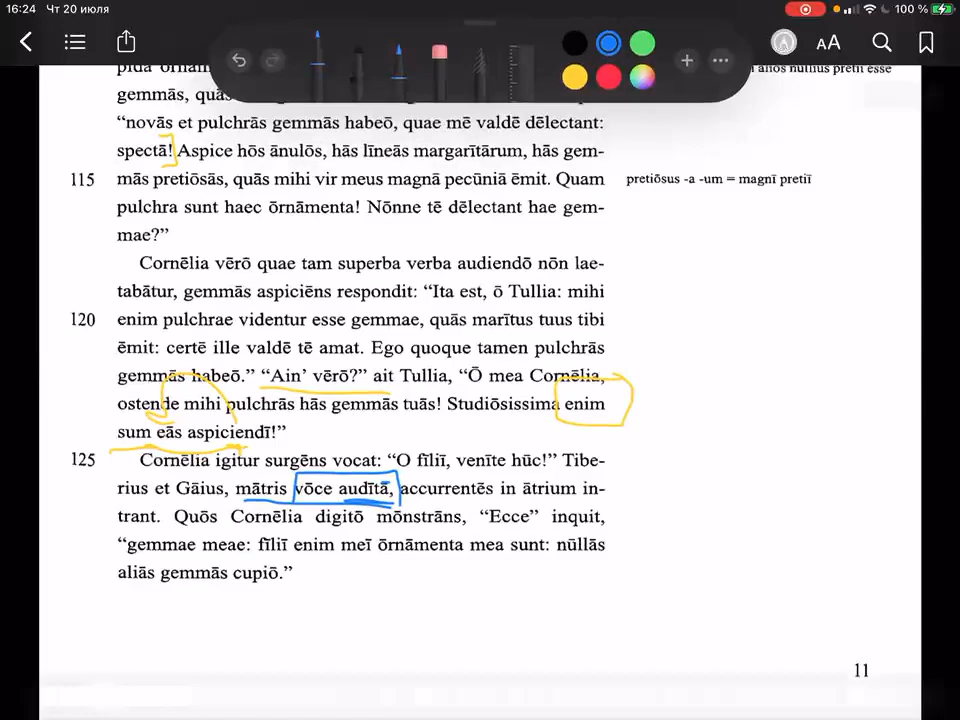 16:24 Чт 20 июля 100 %
AA
gemmās, quās
“novās et pulchrās gemmās habeō, quae mē valdē dēlectant:
spectā! Aspice hōs ānulōs, hās līneās margarītārum, hās gem-
115 mās pretiōsās, quās mihi vir meus magnā pecūniā ēmit. Quam pretiōsus -a -um = magnī pretiī
pulchra sunt haec ōrnāmenta! Nōnne tē dēlectant hae gem-
mae?”
Cornēlia vērō quae tam superba verba audiendō nōn lae-
tabātur, gemmās aspiciēns respondit: “Ita est, ō Tullia: mihi
120 enim pulchrae videntur esse gemmae, quās marītus tuus tibi
ēmit: certē ille valdē tē amat. Ego quoque tamen pulchrās
gemmās habeō.” “Ain’ vērō?” ait Tullia, “Ō mea Cornēlia,
ostende mihi pulchrās hās gemmās tuās! Studiōsissima enim
sum eās aspiciendī!”
125 Cornēlia igitur surgēns vocat: “O fīliī, venīte hūc!” Tibe-
rius et Gāius, mātris vōce audītā, accurrentēs in ātrium in-
trant. Quōs Cornēlia digitō mōnstrāns, “Ecce” inquit,
“gemmae meae: fīliī enim meī ōrnāmenta mea sunt: nūllās
aliās gemmās cupiō.”
11